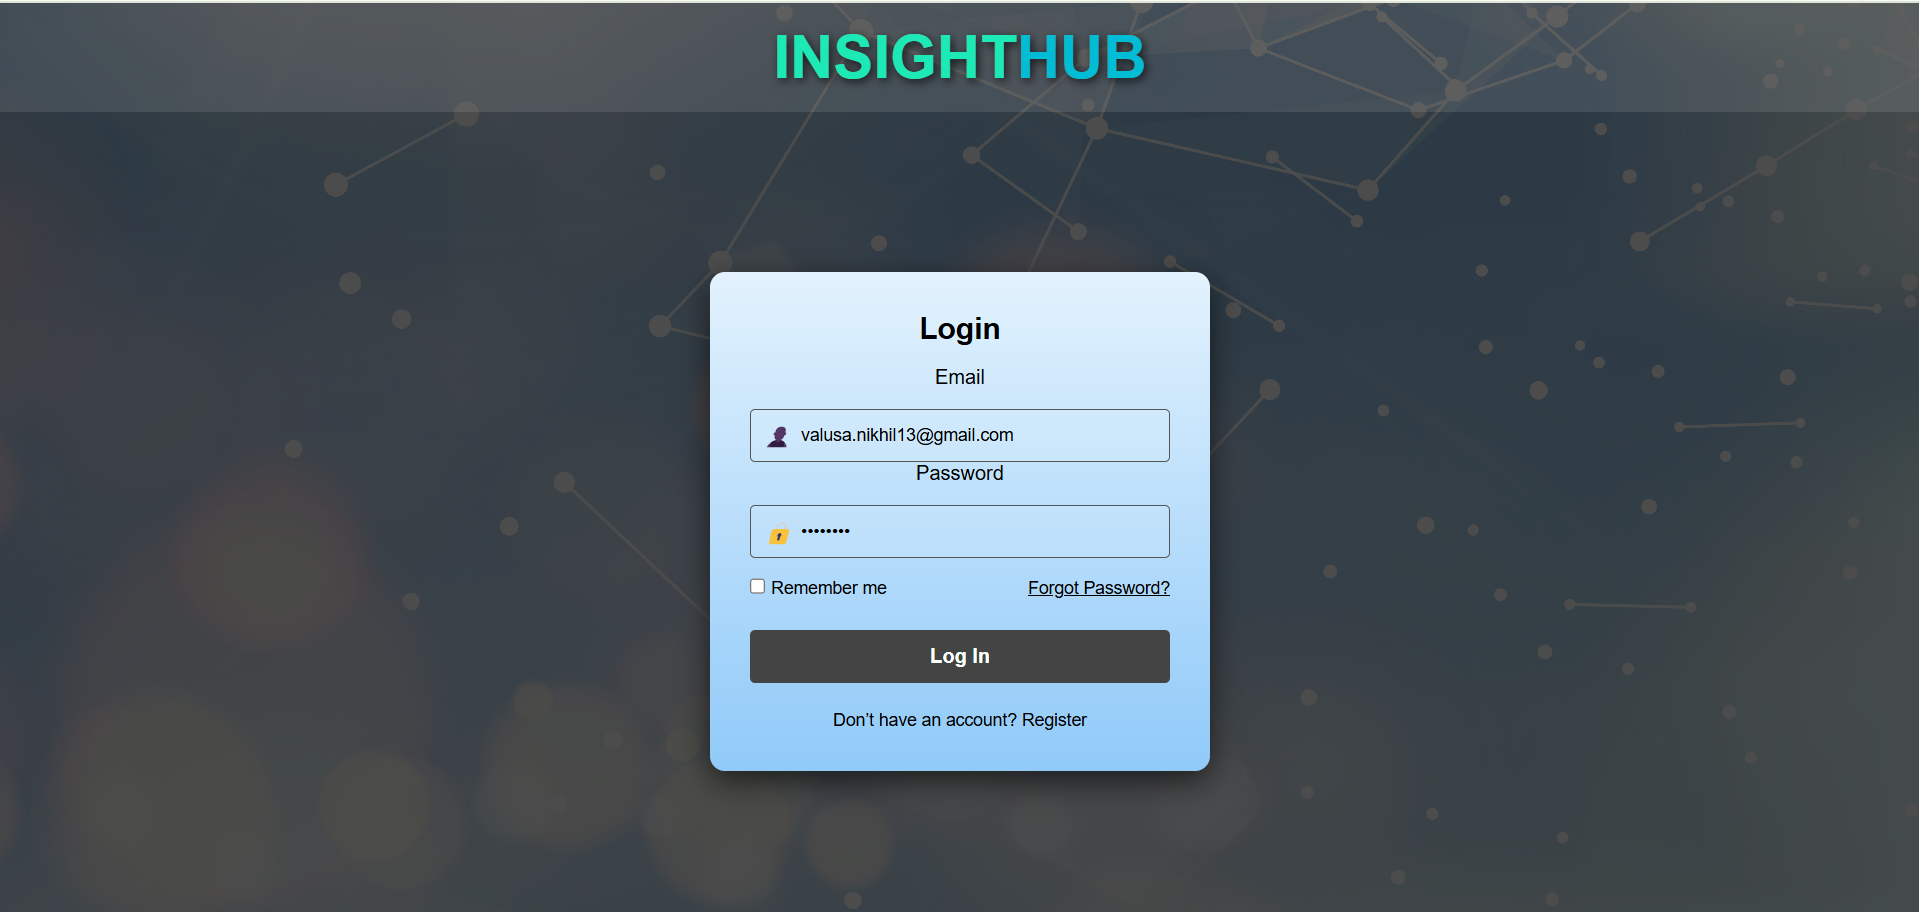 INSIGHTHUB
Login
Email
valusa.nikhil13@gmail.com
Password
••••••••
Remember me
Forgot Password?
Log In
Don’t have an account? Register